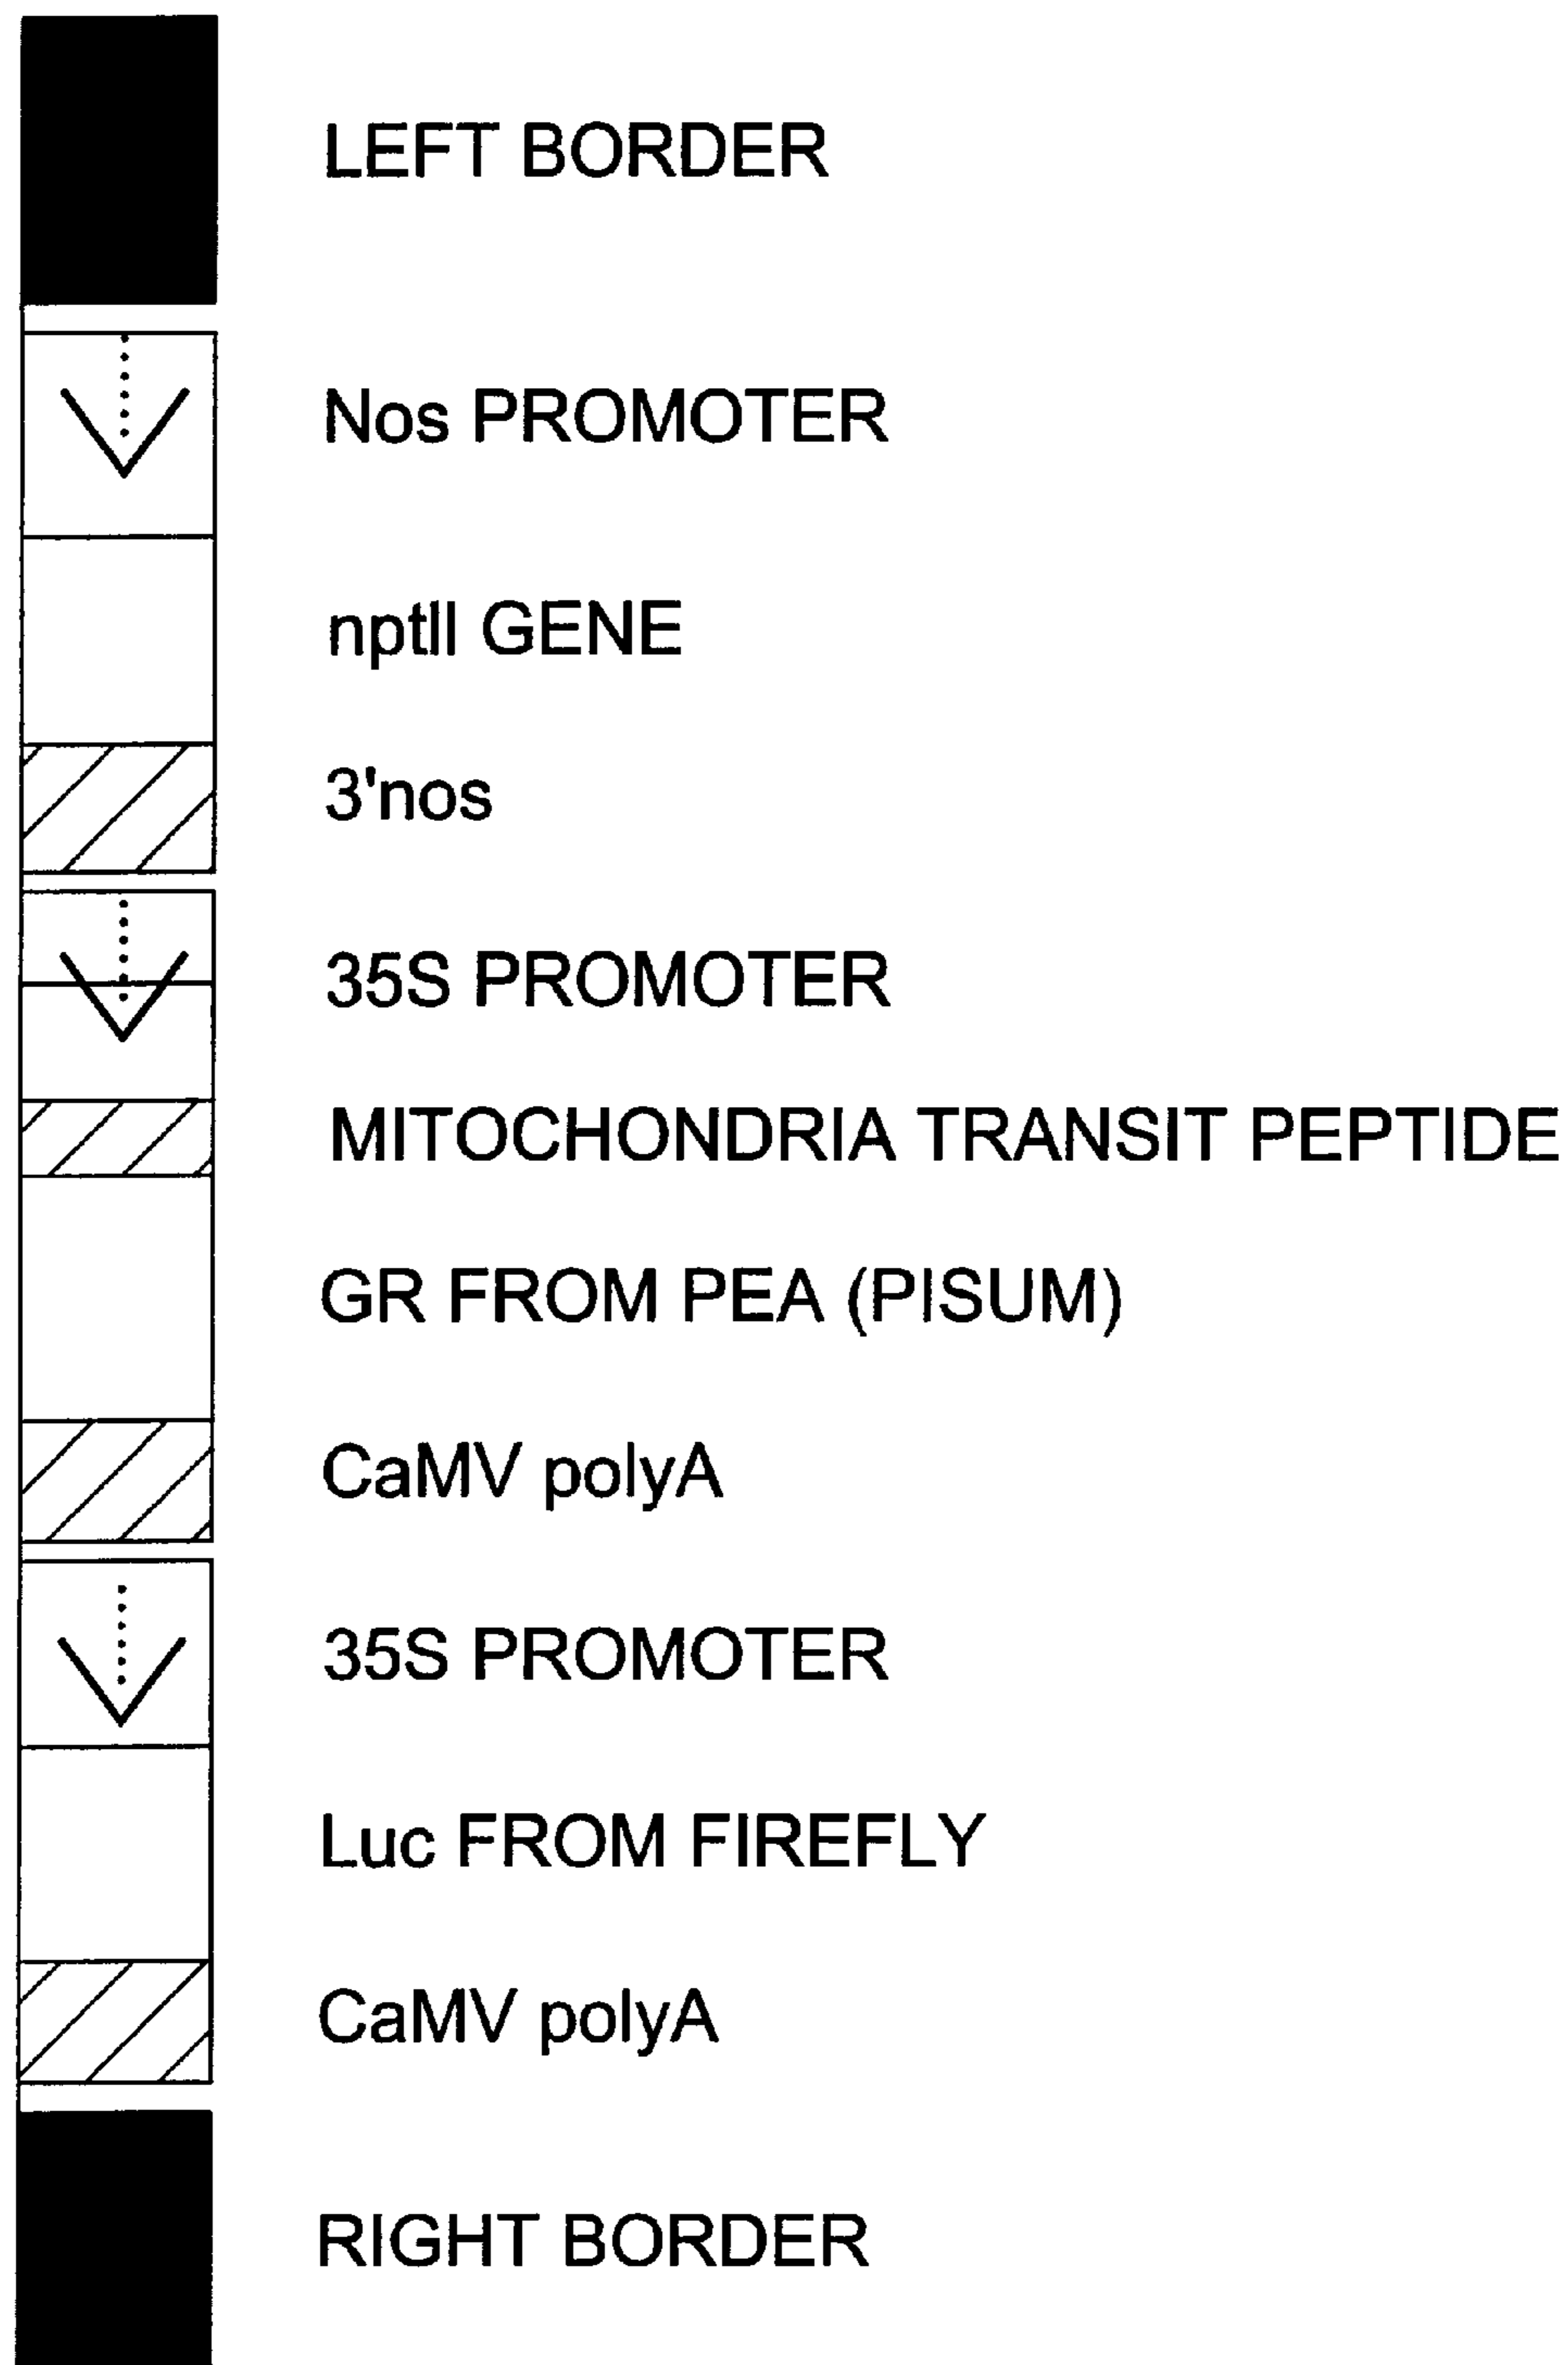 LEFT BORDER
Nos PROMOTER
nptII GENE
3'nos
35S PROMOTER
MITOCHONDRIA TRANSIT PEPTIDE
GR FROM PEA (PISUM)
CaMV polyA
35S PROMOTER
Luc FROM FIREFLY
CaMV polyA
RIGHT BORDER